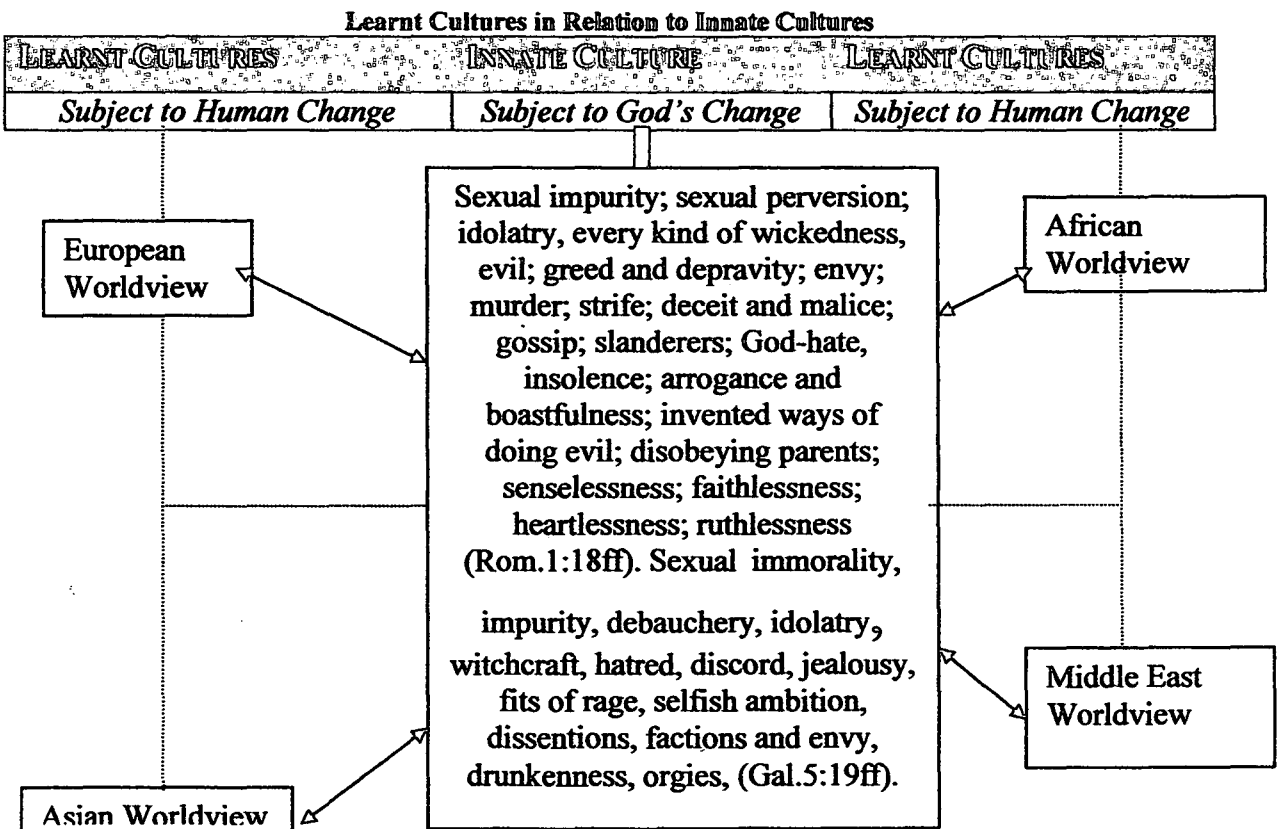 Learnt Cultures in Relation to Innate Cultures
LEARNT CULTURES INNATE CULTURE LEARNT CULTURES
Subject to Human Change Subject to God's Change Subject to Human Change
European
Worldview
Sexual impurity; sexual perversion;
idolatry, every kind of wickedness,
evil; greed and depravity; envy;
murder; strife; deceit and malice;
gossip; slanderers; God-hate,
insolence; arrogance and
boastfulness; invented ways of
doing evil; disobeying parents;
senselessness; faithlessness;
heartlessness; ruthlessness
(Rom.1:18ff). Sexual immorality,
impurity, debauchery, idolatry,
witchcraft, hatred, discord, jealousy,
fits of rage, selfish ambition,
dissentions, factions and envy,
drunkenness, orgies, (Gal.5:19ff).
African
Worldview
Middle East
Worldview
Asian Worldview